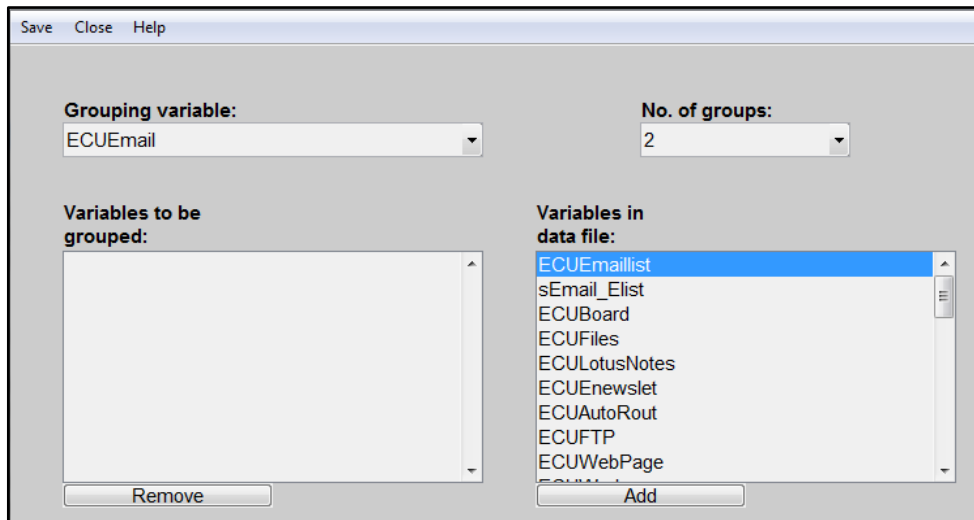 Save Close Help
Grouping variable: No. of groups:
ECUEmail 2
Variables to be Variables in
grouped: data file:
ECUEmaillist
sEmail_Elist
ECUBoard
ECUFiles
ECULotusNotes
ECUEnewslet
ECUAutoRout
ECUFTP
ECUWebPage
Remove Add